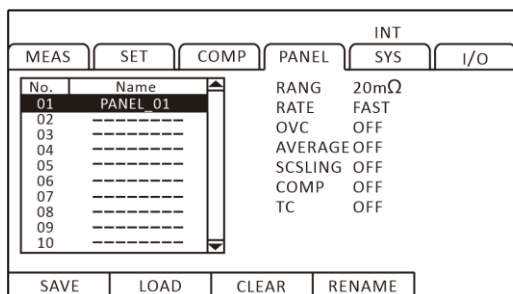 INT
MEAS SET COMP PANEL SYS I/O
No. Name
01 PANEL_01
02 ---------
03 ---------
04 ---------
05 ---------
06 ---------
07 ---------
08 ---------
09 ---------
10 ---------
RANG 20mΩ
RATE FAST
OVC OFF
AVERAGE OFF
SCSLING OFF
COMP OFF
TC OFF
SAVE LOAD CLEAR RENAME